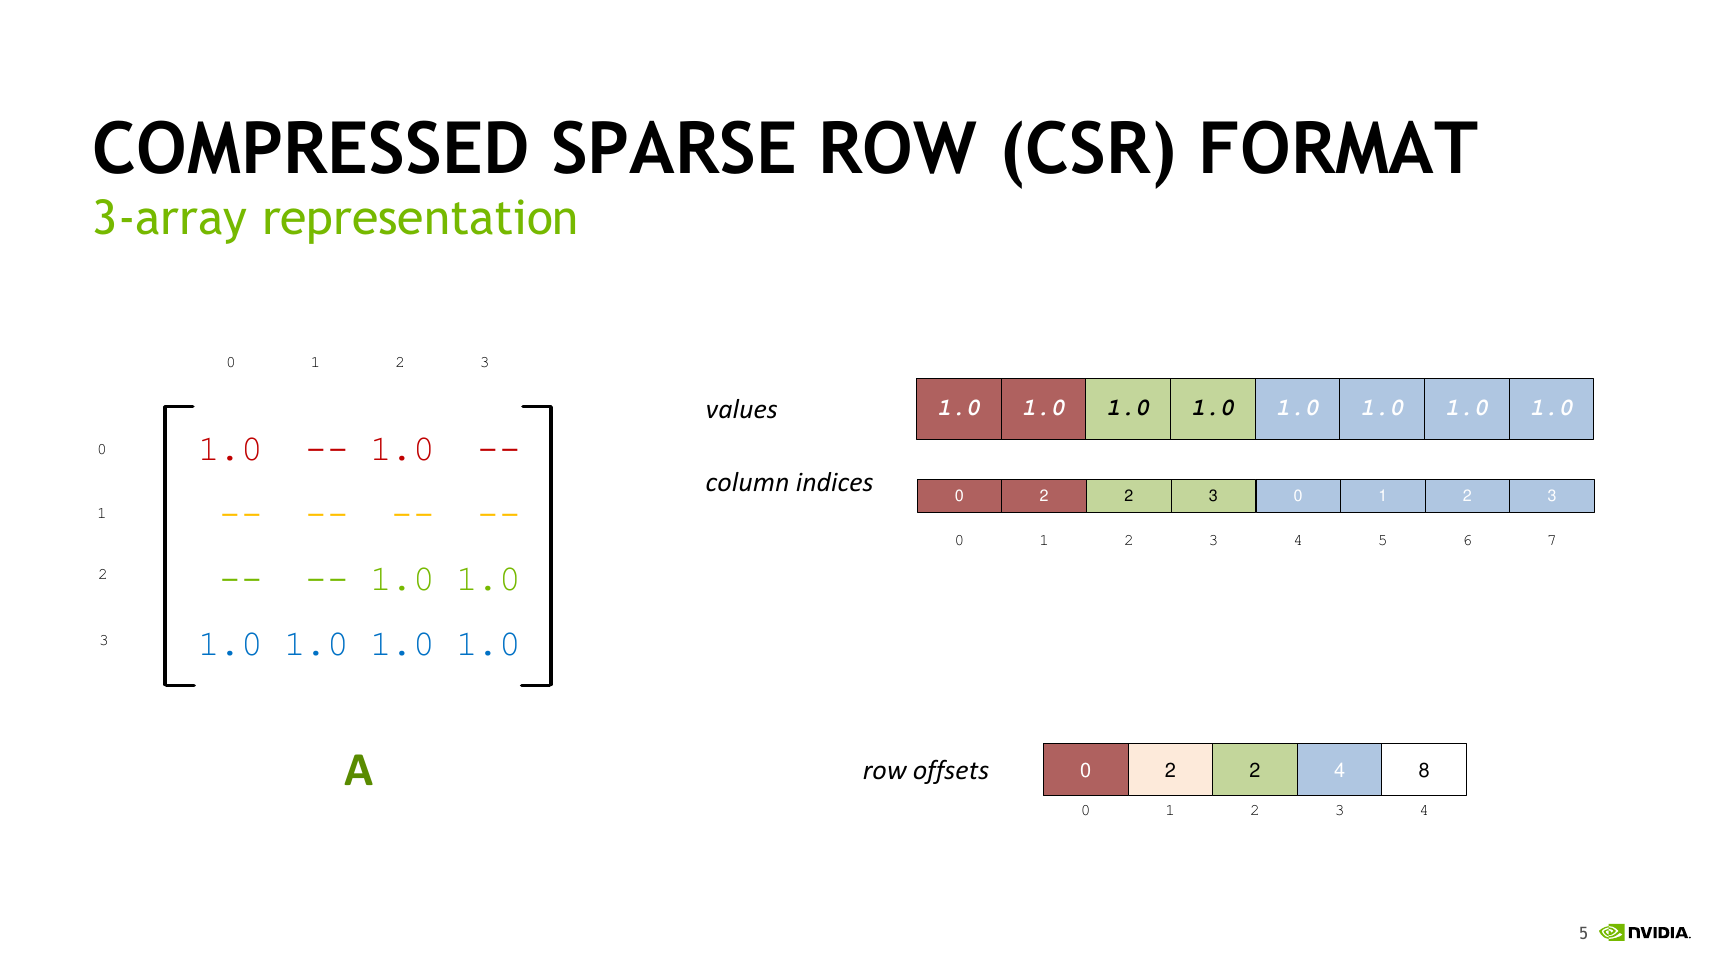 COMPRESSED SPARSE ROW (CSR) FORMAT
3-array representation
0 1 2 3
0 1.0 -- 1.0 --
1 -- -- -- --
2 -- -- 1.0 1.0
3 1.0 1.0 1.0 1.0
A
values 1.0 1.0 1.0 1.0 1.0 1.0 1.0 1.0
column indices 0 2 2 3 0 1 2 3
0 1 2 3 4 5 6 7
row offsets 0 2 2 4 8
0 1 2 3 4
5 NVIDIA.